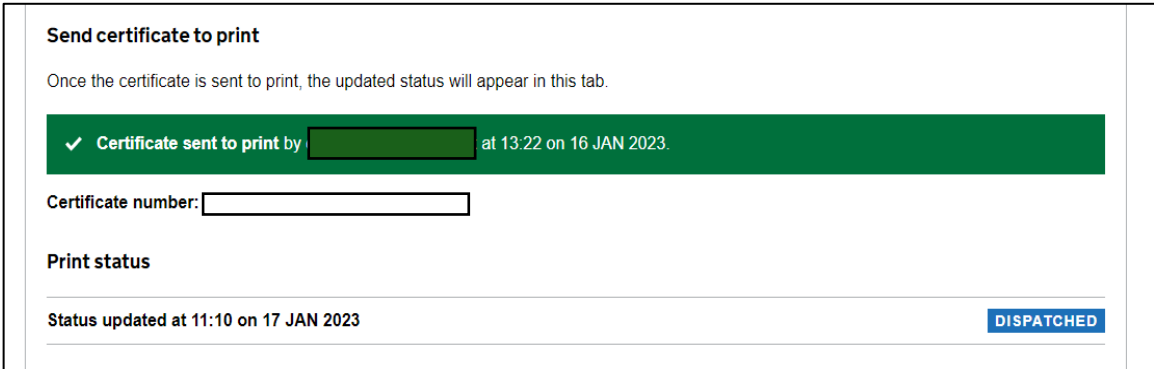 Send certificate to print
Once the certificate is sent to print, the updated status will appear in this tab.
Certificate sent to print by at 13:22 on 16 JAN 2023.
Certificate number:
Print status
Status updated at 11:10 on 17 JAN 2023 DISPATCHED